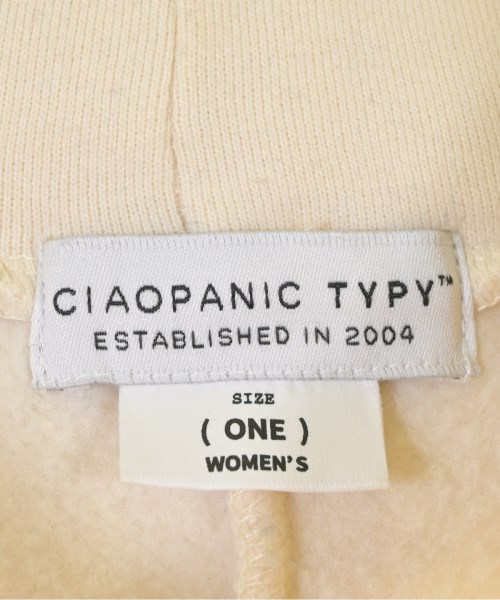 CIAOPANIC TYPY™
ESTABLISHED IN 2004
SIZE
( ONE )
WOMEN'S